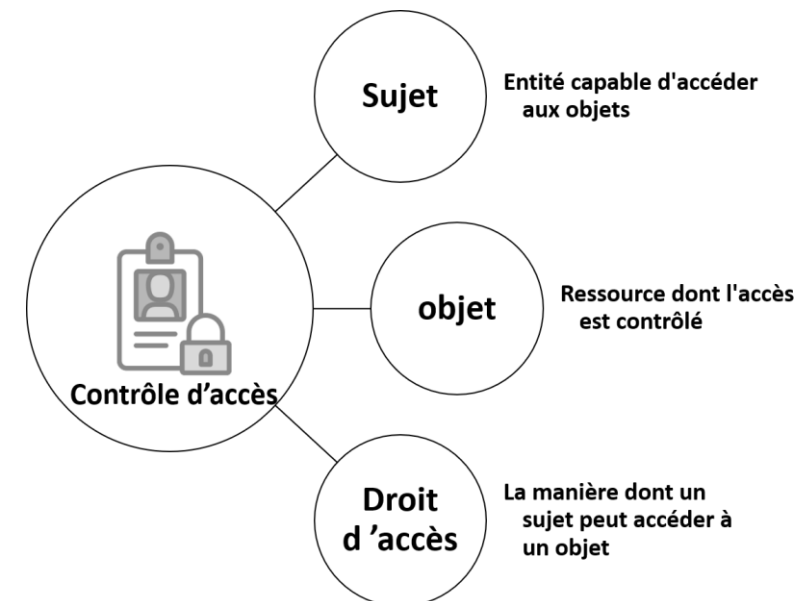 Sujet
Entité capable d'accéder
aux objets
objet
Ressource dont l'accès
est contrôlé
Contrôle d’accès
Droit
d ’accès
La manière dont un
sujet peut accéder à
un objet